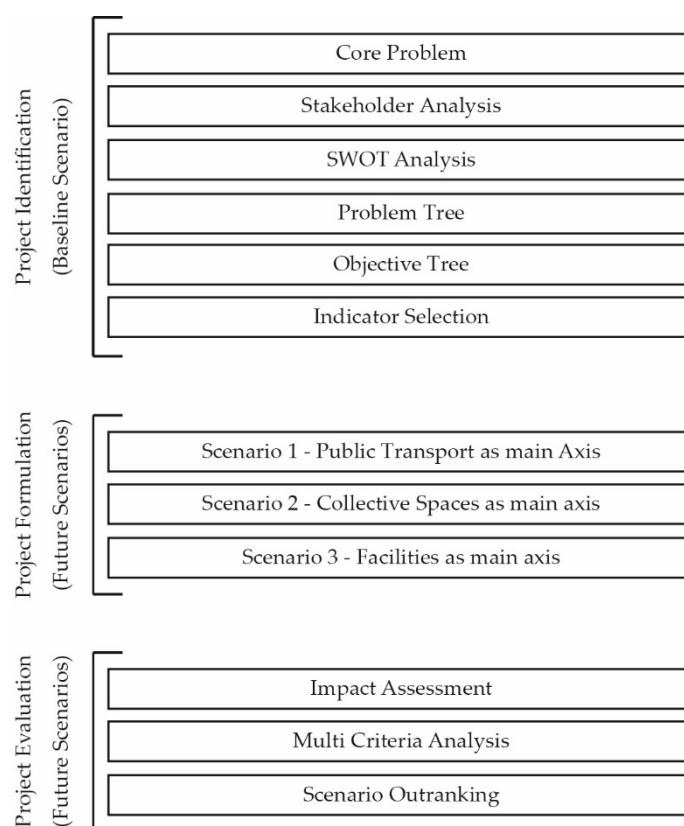 Project Identification
(Baseline Scenario)
Core Problem
Stakeholder Analysis
SWOT Analysis
Problem Tree
Objective Tree
Indicator Selection
Project Formulation
(Future Scenarios)
Scenario 1 - Public Transport as main Axis
Scenario 2 - Collective Spaces as main axis
Scenario 3 - Facilities as main axis
Project Evaluation
(Future Scenarios)
Impact Assessment
Multi Criteria Analysis
Scenario Outranking